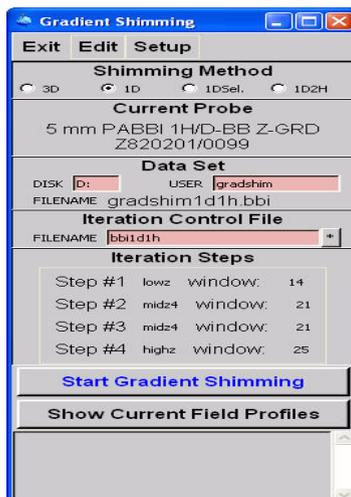 Gradient Shimming
Exit Edit Setup
Shimming Method
3D 1D 1DSel. 1D2H
Current Probe
5 mm PABBI 1H/D-BB Z-GRD
Z820201/0099
Data Set
DISK D: USER gradshim
FILENAME gradshim1d1h.bbi
Iteration Control File
FILENAME bbi1d1h *
Iteration Steps
Step #1 lowz window: 14
Step #2 midz4 window: 21
Step #3 midz4 window: 21
Step #4 highz window: 25
Start Gradient Shimming
Show Current Field Profiles